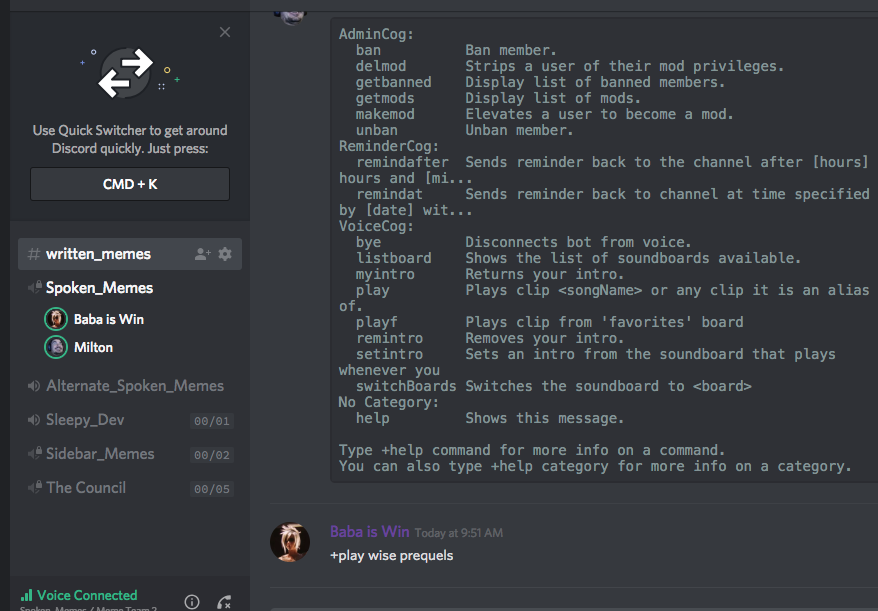 Use Quick Switcher to get around
Discord quickly. Just press:
CMD + K
# written_memes
Spoken_Memes
Baba is Win
Milton
Alternate_Spoken_Memes
Sleepy_Dev 00/01
Sidebar_Memes 00/02
The Council 00/05
Voice Connected
Spoken_Memes / Meme Team 2
AdminCog:
ban Ban member.
delmod Strips a user of their mod privileges.
getbanned Display list of banned members.
getmods Display list of mods.
makemod Elevates a user to become a mod.
unban Unban member.
ReminderCog:
remindafter Sends reminder back to the channel after [hours]
hours and [mi...
remindat Sends reminder back to channel at time specified
by [date] wit...
VoiceCog:
bye Disconnects bot from voice.
listboard Shows the list of soundboards available.
myintro Returns your intro.
play Plays clip <songName> or any clip it is an alias
of.
playf Plays clip from 'favorites' board
remintro Removes your intro.
setintro Sets an intro from the soundboard that plays
whenever you
switchBoards Switches the soundboard to <board>
No Category:
help Shows this message.
Type +help command for more info on a command.
You can also type +help category for more info on a category.
Baba is Win Today at 9:51 AM
+play wise prequels